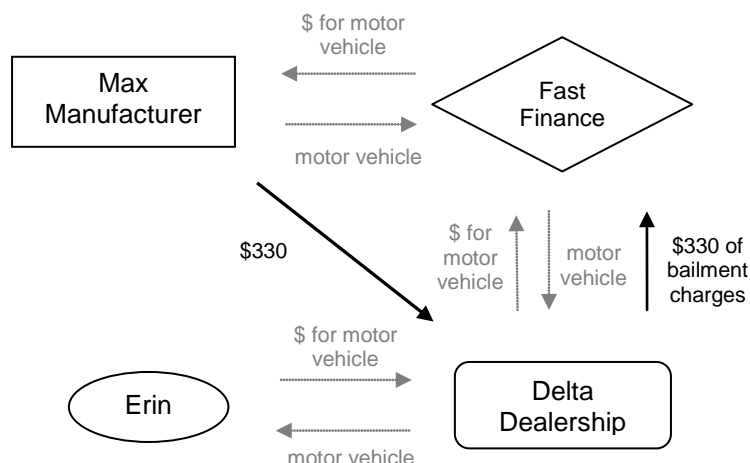 $ for motor
vehicle
Max
Manufacturer
Fast
Finance
motor vehicle
$330
$ for
motor
vehicle
motor
vehicle
$330 of
bailment
charges
$ for motor
vehicle
Erin
Delta
Dealership
motor vehicle